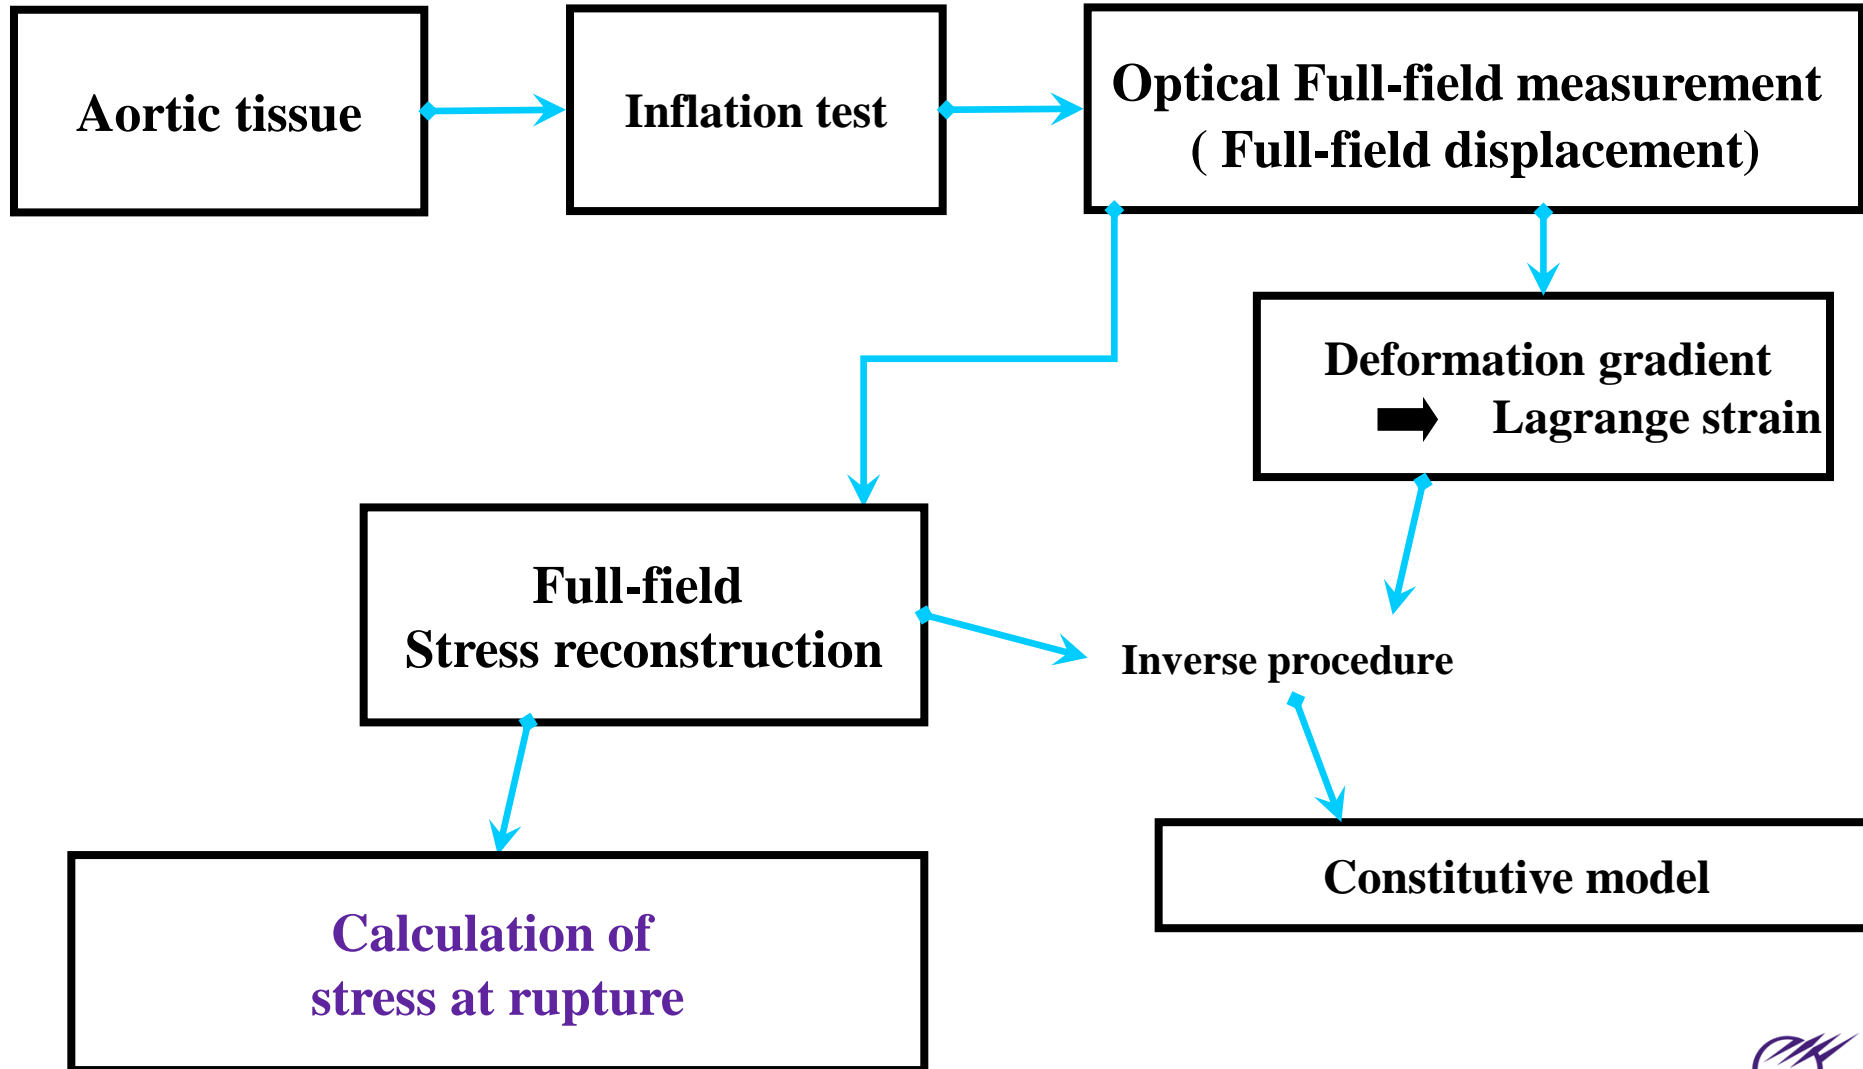 Aortic tissue
Inflation test
Optical Full-field measurement
( Full-field displacement)
Deformation gradient
Lagrange strain
Full-field
Stress reconstruction
Inverse procedure
Constitutive model
Calculation of
stress at rupture